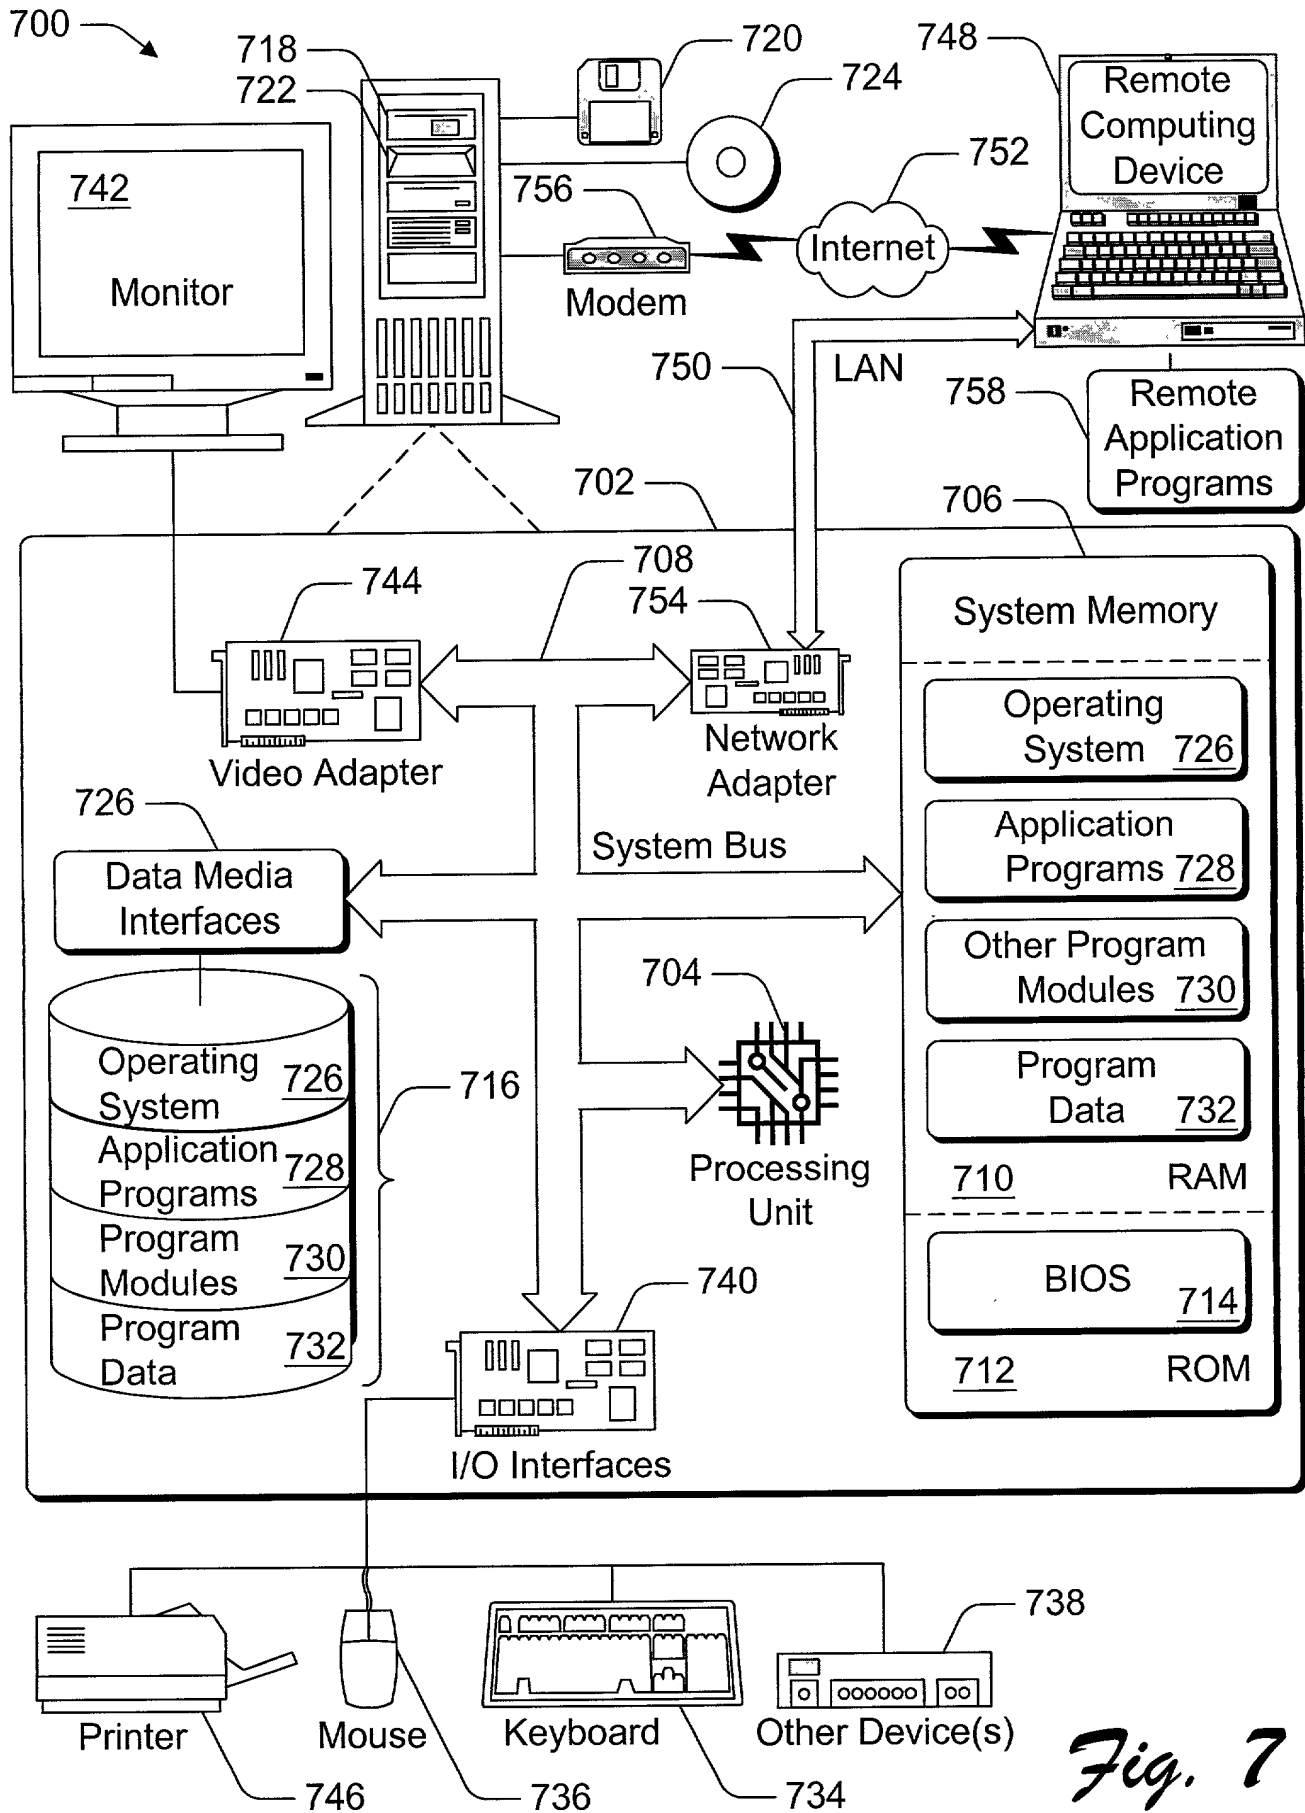 700
718
722
720
724
748
Remote
Computing
Device
752
742
Monitor
756
Internet
Modem
750
LAN
758
Remote
Application
Programs
702
706
708
744
754
System Memory
Operating
System 726
Network
Adapter
Video Adapter
726
Application
Programs 728
System Bus
Data Media
Interfaces
Other Program
Modules 730
704
Operating
System 726
716
Program
Data 732
Application
Programs 728
Processing
Unit
710 RAM
Program
Modules 730
740
BIOS 714
Program
Data 732
712 ROM
I/O Interfaces
738
Printer
Mouse
Keyboard
Other Device(s)
746
736
734
Fig. 7